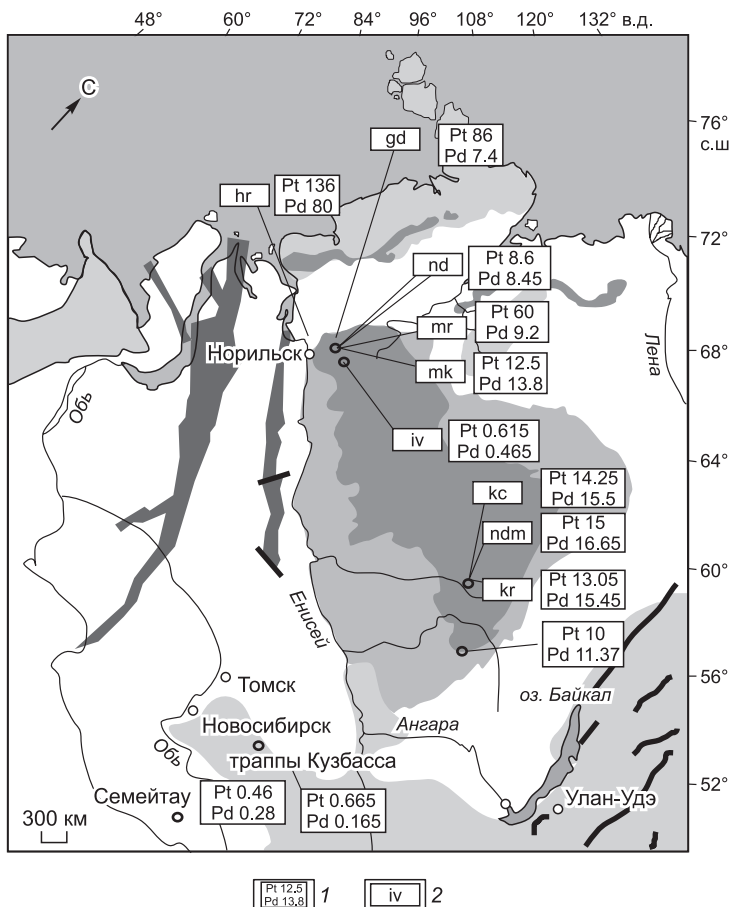 48° 60° 72° 84° 96° 108° 120° 132° в.д.
С
76°
с.ш
gd
Pt 86
Pd 7.4
hr
Pt 136
Pd 80
72°
nd
Pt 8.6
Pd 8.45
mr
Pt 60
Pd 9.2
Норильск
mk
Pt 12.5
Pd 13.8
68°
Лена
Обь
iv
Pt 0.615
Pd 0.465
64°
kc
Pt 14.25
Pd 15.5
ndm
Pt 15
Pd 16.65
60°
kr
Pt 13.05
Pd 15.45
Енисей
Pt 10
Pd 11.37
56°
Томск
оз. Байкал
Новосибирск
Ангара
Обь
траппы Кузбасса
52°
Семейтау
Pt 0.46
Pd 0.28
Pt 0.665
Pd 0.165
Улан-Удэ
300 км
Pt 12.5
Pd 13.8
1
iv
2